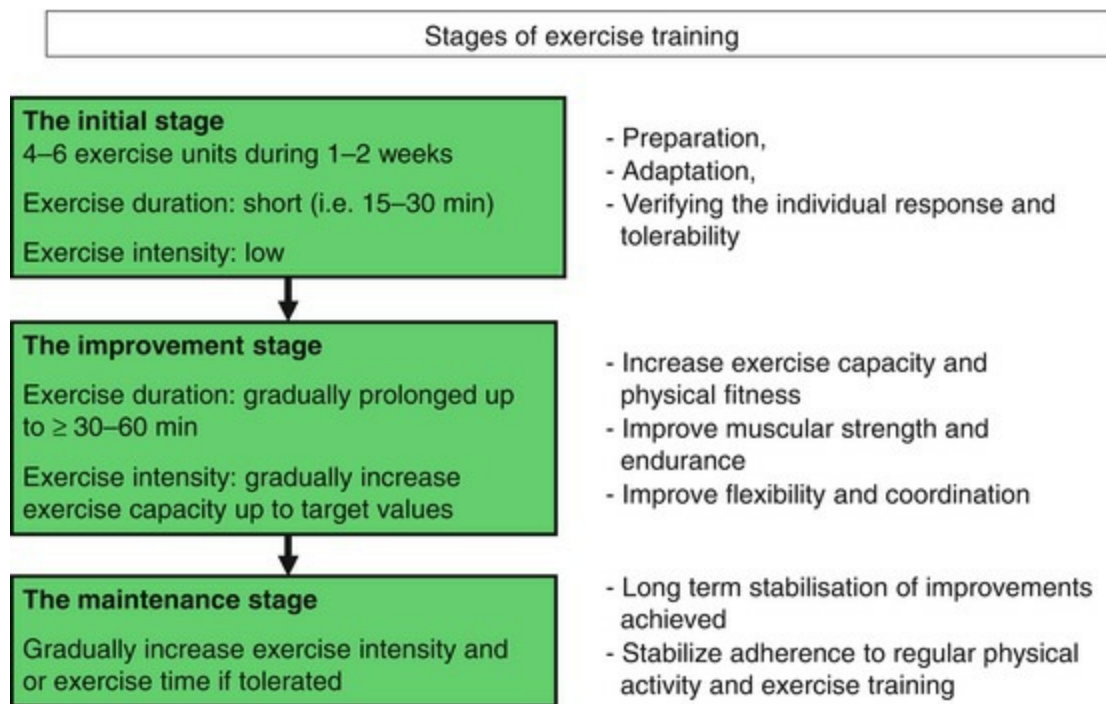 Stages of exercise training
The initial stage
4–6 exercise units during 1–2 weeks
Exercise duration: short (i.e. 15–30 min)
Exercise intensity: low
- Preparation,
- Adaptation,
- Verifying the individual response and
tolerability
The improvement stage
Exercise duration: gradually prolonged up
to ≥ 30–60 min
Exercise intensity: gradually increase
exercise capacity up to target values
- Increase exercise capacity and
physical fitness
- Improve muscular strength and
endurance
- Improve flexibility and coordination
The maintenance stage
Gradually increase exercise intensity and
or exercise time if tolerated
- Long term stabilisation of improvements
achieved
- Stabilize adherence to regular physical
activity and exercise training